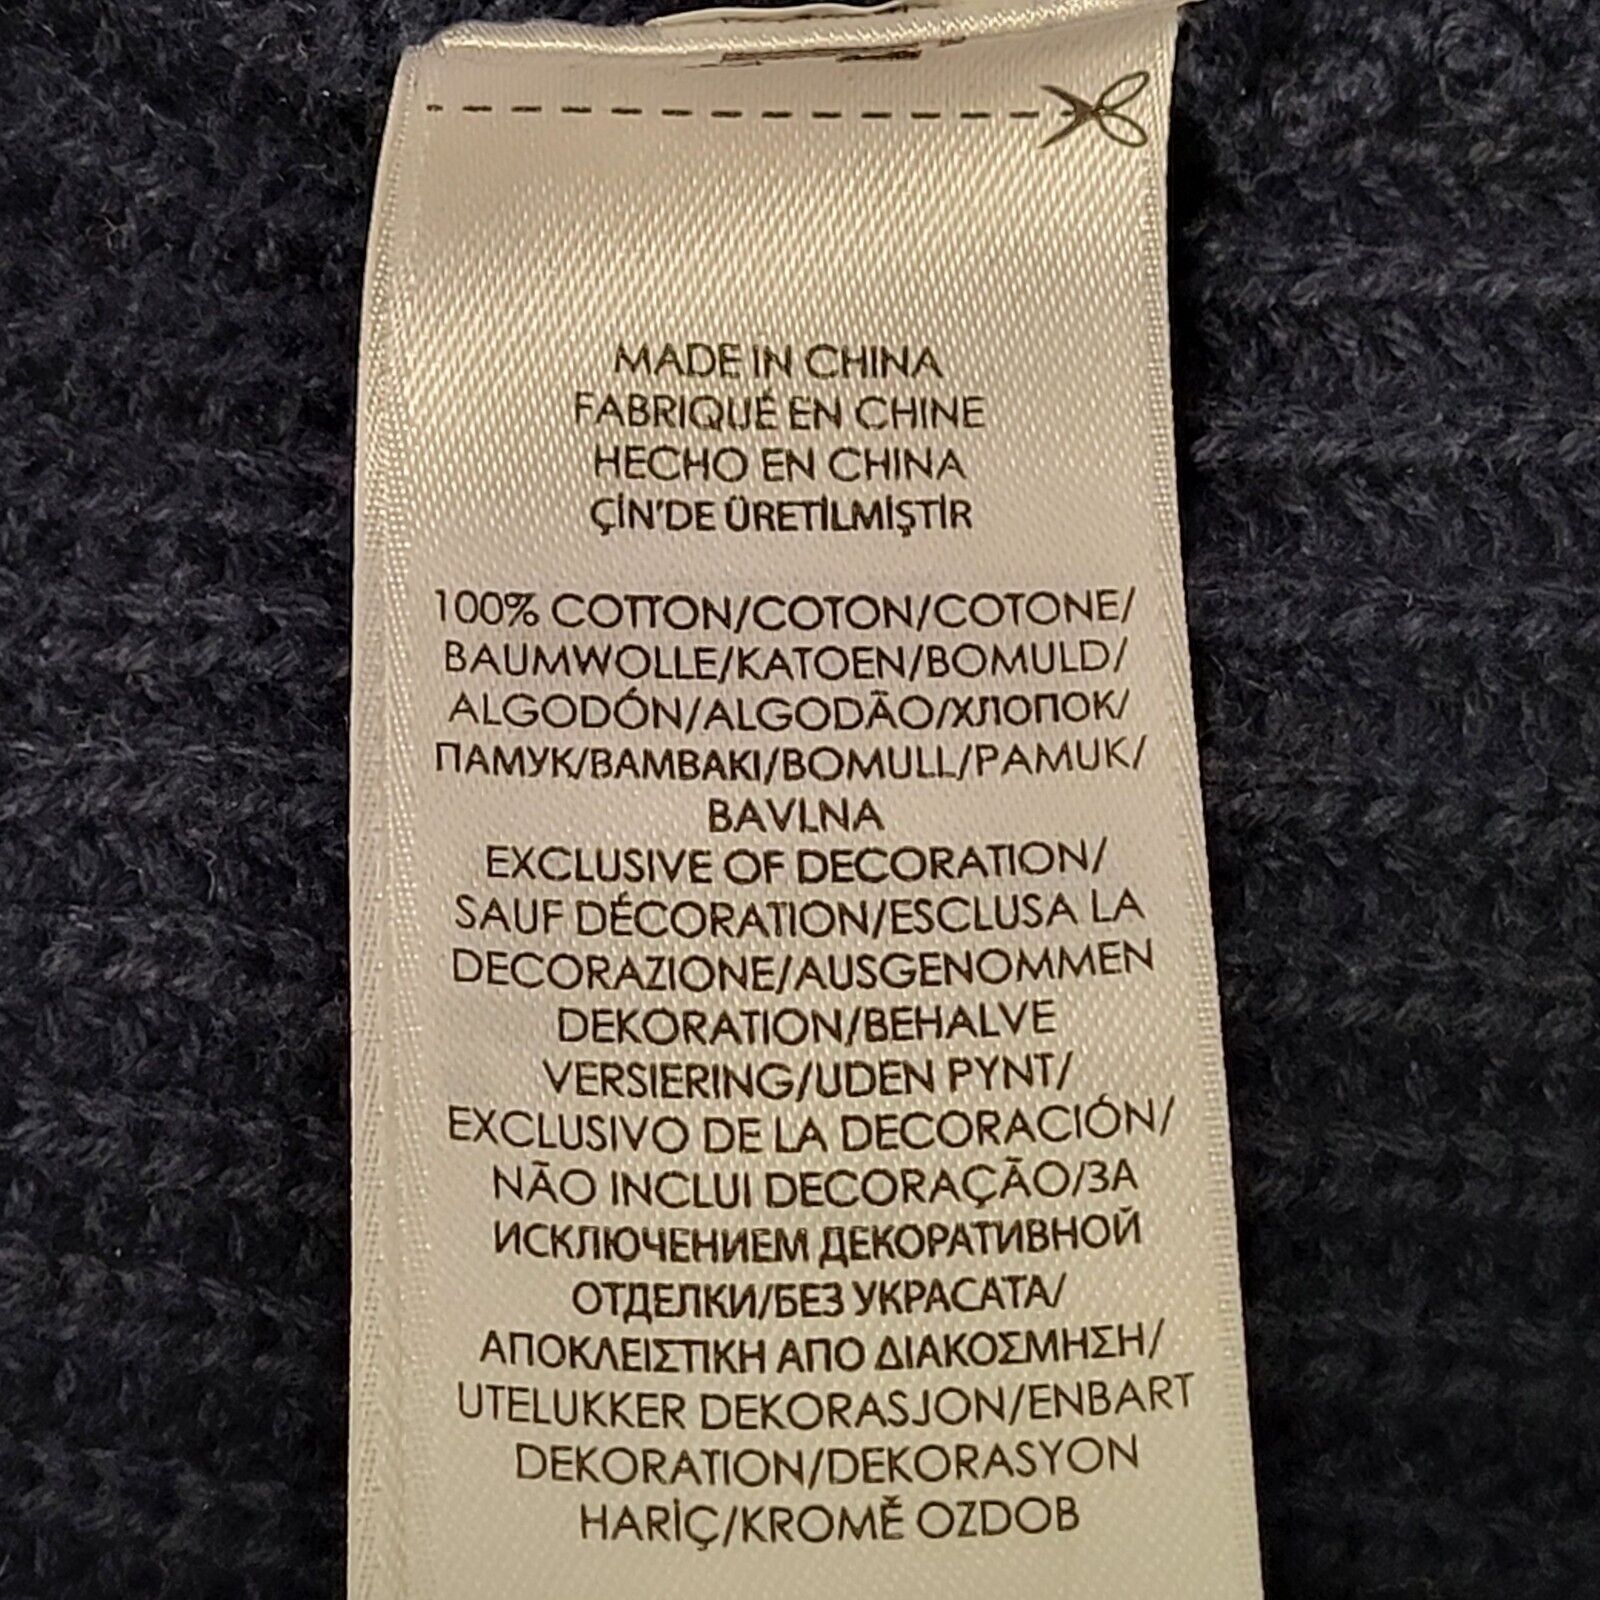 MADE IN CHINA
FABRIQUÉ EN CHINE
HECHO EN CHINA
ÇİN'DE ÜRETİLMİŞTİR
100% COTTON/COTON/COTONE/
BAUMWOLLE/KATOEN/BOMULD/
ALGODÓN/ALGODÃO/ХЛОПОК/
ПАМУК/BAMBAKI/BOMULL/PAMUK/
BAVLNA
EXCLUSIVE OF DECORATION/
SAUF DÉCORATION/ESCLUSA LA
DECORAZIONE/AUSGENOMMEN
DEKORATION/BEHALVE
VERSIERING/UDEN PYNT/
EXCLUSIVO DE LA DECORACIÓN/
NÃO INCLUI DECORAÇÃO/ЗА
ИСКЛЮЧЕНИЕМ ДЕКОРАТИВНОЙ
ОТДЕЛКИ/БЕЗ УКРАСАТА/
ΑΠΟΚΛΕΙΣΤΙΚΗ ΑΠΟ ΔΙΑΚΟΣΜΗΣΗ/
UTELUKKER DEKORASJON/ENBART
DEKORATION/DEKORASYON
HARİÇ/KROMĚ OZDOB